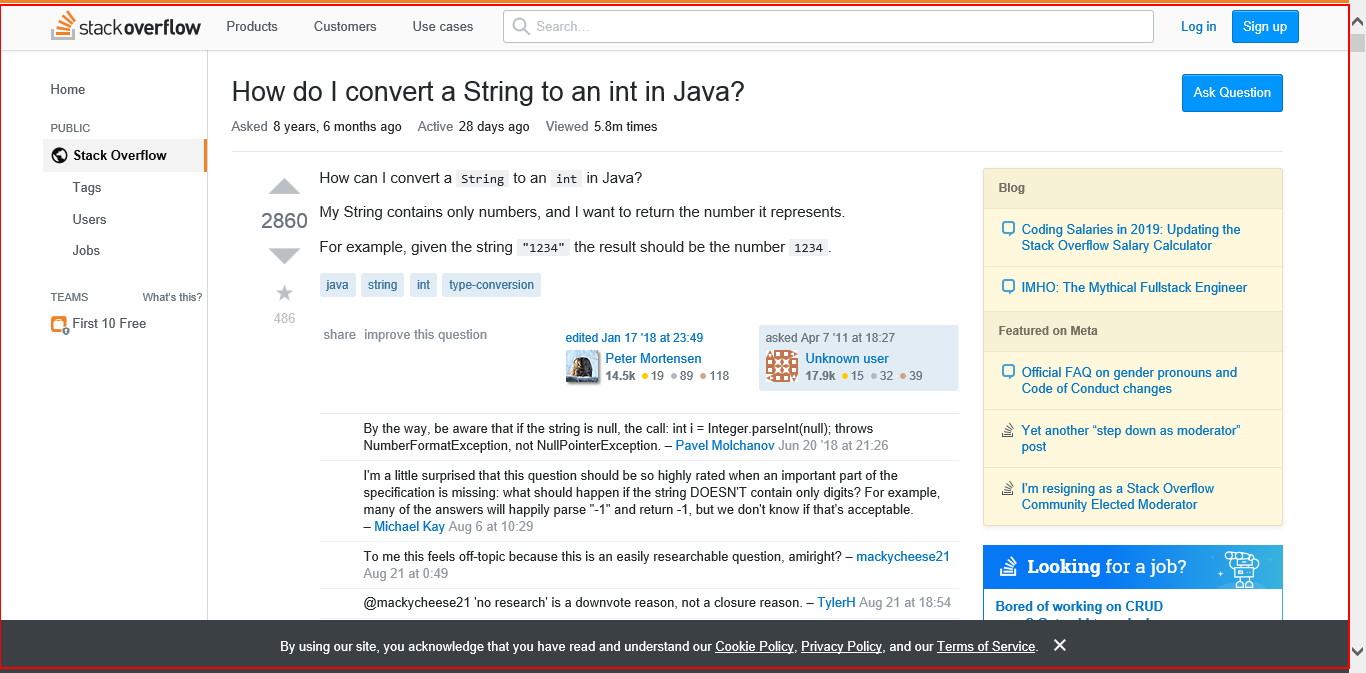 stackoverflow Products Customers Use cases Search... Log in Sign up
Home
PUBLIC
Stack Overflow
Tags
Users
Jobs
TEAMS What's this?
First 10 Free
How do I convert a String to an int in Java?
Ask Question
Asked 8 years, 6 months ago Active 28 days ago Viewed 5.8m times
2860
486
How can I convert a String to an int in Java?
My String contains only numbers, and I want to return the number it represents.
For example, given the string "1234" the result should be the number 1234.
java string int type-conversion
share improve this question
edited Jan 17 '18 at 23:49
Peter Mortensen
14.5k 19 89 118
asked Apr 7 '11 at 18:27
Unknown user
17.9k 15 32 39
By the way, be aware that if the string is null, the call: int i = Integer.parseInt(null); throws
NumberFormatException, not NullPointerException. – Pavel Molchanov Jun 20 '18 at 21:26
I'm a little surprised that this question should be so highly rated when an important part of the
specification is missing: what should happen if the string DOESN'T contain only digits? For example,
many of the answers will happily parse "-1" and return -1, but we don't know if that's acceptable.
– Michael Kay Aug 6 at 10:29
To me this feels off-topic because this is an easily researchable question, amiright? – mackycheese21
Aug 21 at 0:49
@mackycheese21 'no research' is a downvote reason, not a closure reason. – TylerH Aug 21 at 18:54
Blog
Coding Salaries in 2019: Updating the
Stack Overflow Salary Calculator
IMHO: The Mythical Fullstack Engineer
Featured on Meta
Official FAQ on gender pronouns and
Code of Conduct changes
Yet another “step down as moderator”
post
I'm resigning as a Stack Overflow
Community Elected Moderator
Looking for a job?
Bored of working on CRUD
By using our site, you acknowledge that you have read and understand our Cookie Policy, Privacy Policy, and our Terms of Service.